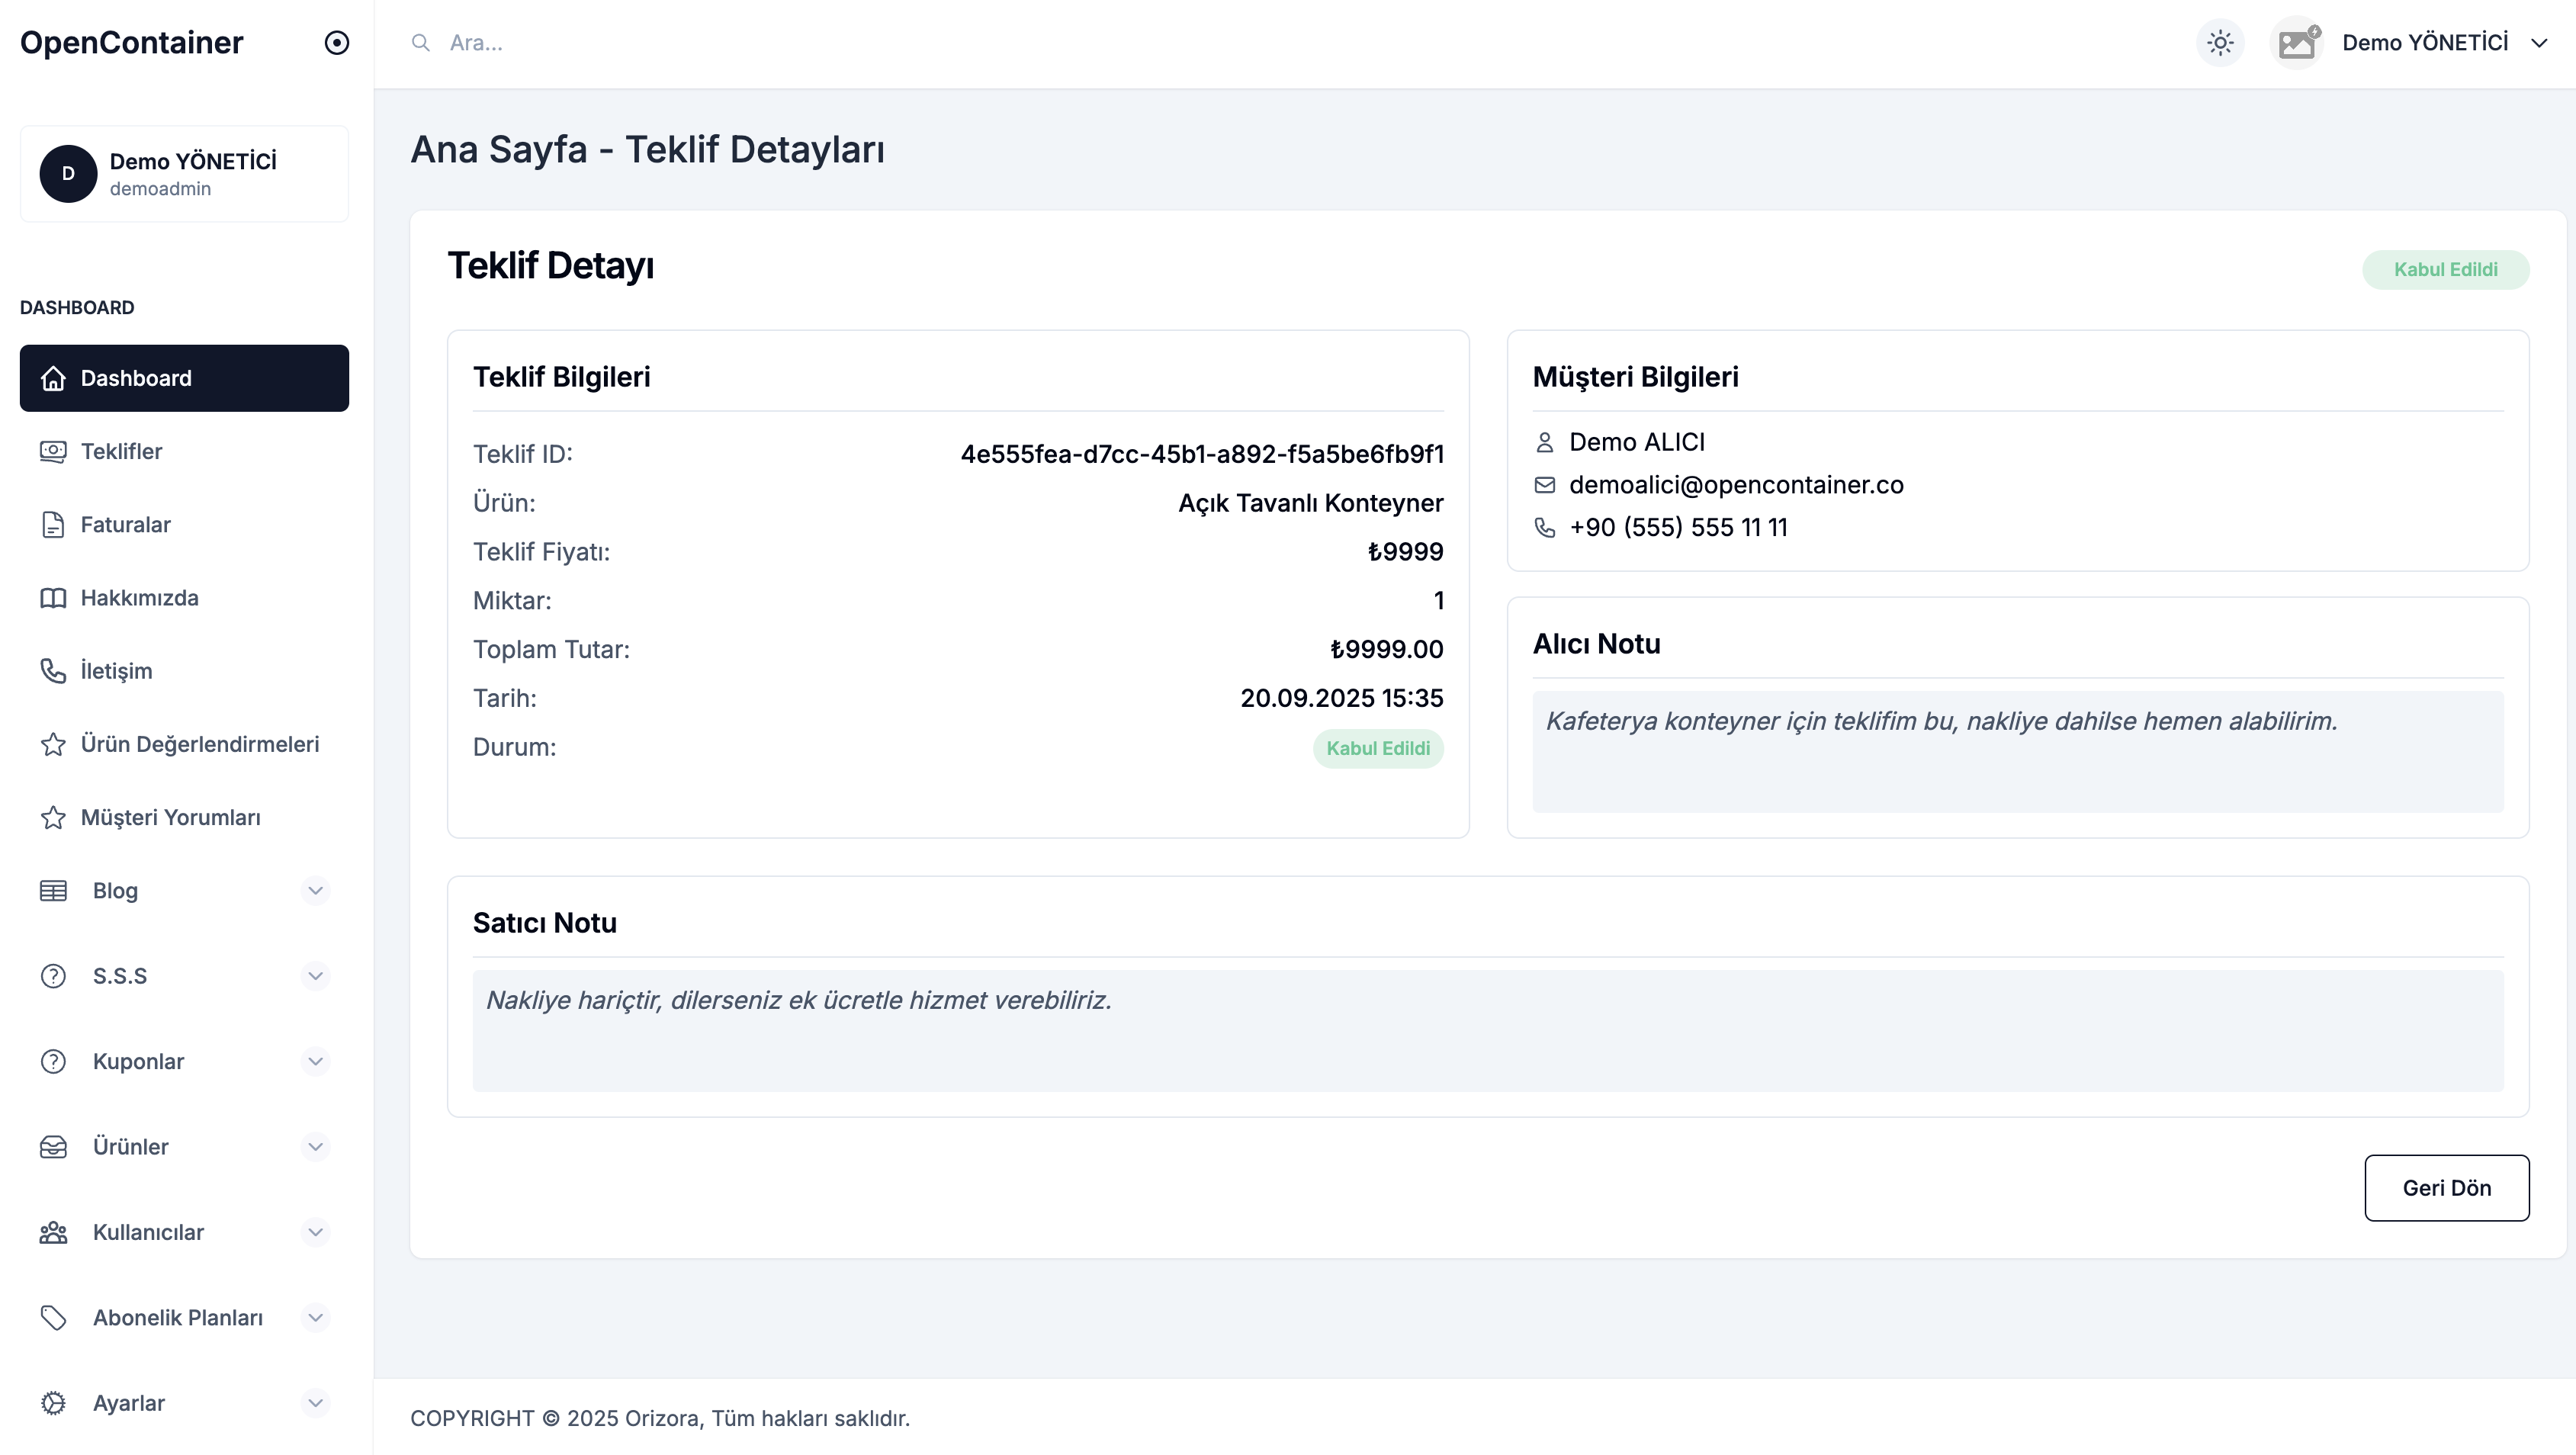 OpenContainer
Ara...
Demo YÖNETİCİ
D
Demo YÖNETİCİ
demoadmin
DASHBOARD
Dashboard
Teklifler
Faturalar
Hakkımızda
İletişim
Ürün Değerlendirmeleri
Müşteri Yorumları
Blog
S.S.S
Kuponlar
Ürünler
Kullanıcılar
Abonelik Planları
Ayarlar
Ana Sayfa - Teklif Detayları
Teklif Detayı
Kabul Edildi
Teklif Bilgileri
Teklif ID: 4e555fea-d7cc-45b1-a892-f5a5be6fb9f1
Ürün: Açık Tavanlı Konteyner
Teklif Fiyatı: ₺9999
Miktar: 1
Toplam Tutar: ₺9999.00
Tarih: 20.09.2025 15:35
Durum: Kabul Edildi
Müşteri Bilgileri
Demo ALICI
demoalici@opencontainer.co
+90 (555) 555 11 11
Alıcı Notu
Kafeterya konteyner için teklifim bu, nakliye dahilse hemen alabilirim.
Satıcı Notu
Nakliye hariçtir, dilerseniz ek ücretle hizmet verebiliriz.
Geri Dön
COPYRIGHT © 2025 Orizora, Tüm hakları saklıdır.